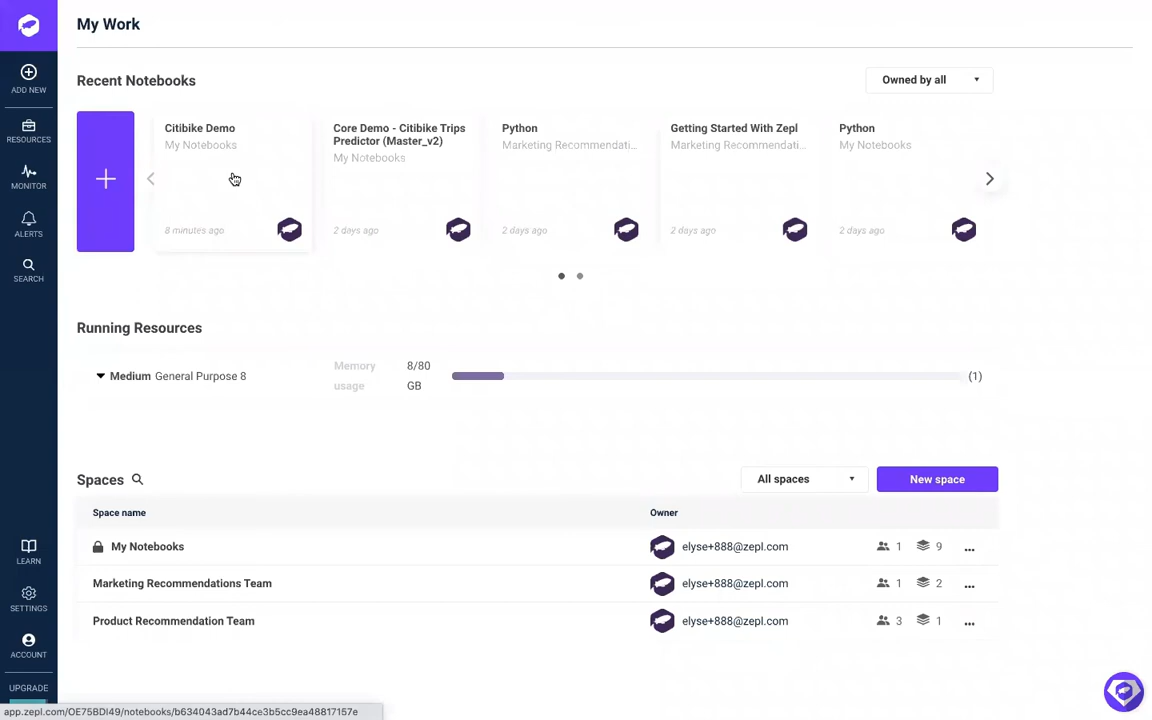 My Work
Recent Notebooks
Owned by all
Citibike Demo
My Notebooks
8 minutes ago
Core Demo - Citibike Trips
Predictor (Master_v2)
My Notebooks
2 days ago
Python
Marketing Recommendati...
2 days ago
Getting Started With Zepl
Marketing Recommendati...
2 days ago
Python
My Notebooks
2 days ago
ADD NEW
RESOURCES
MONITOR
ALERTS
SEARCH
Running Resources
Medium General Purpose 8
Memory
usage
8/80
GB
(1)
Spaces
All spaces
New space
Space name Owner
My Notebooks elyse+888@zepl.com 1 9 ...
Marketing Recommendations Team elyse+888@zepl.com 1 2 ...
Product Recommendation Team elyse+888@zepl.com 3 1 ...
LEARN
SETTINGS
ACCOUNT
UPGRADE
app.zepl.com/OE75BDI49/notebooks/b634043ad7b44ce3b5cc9ea48817157e